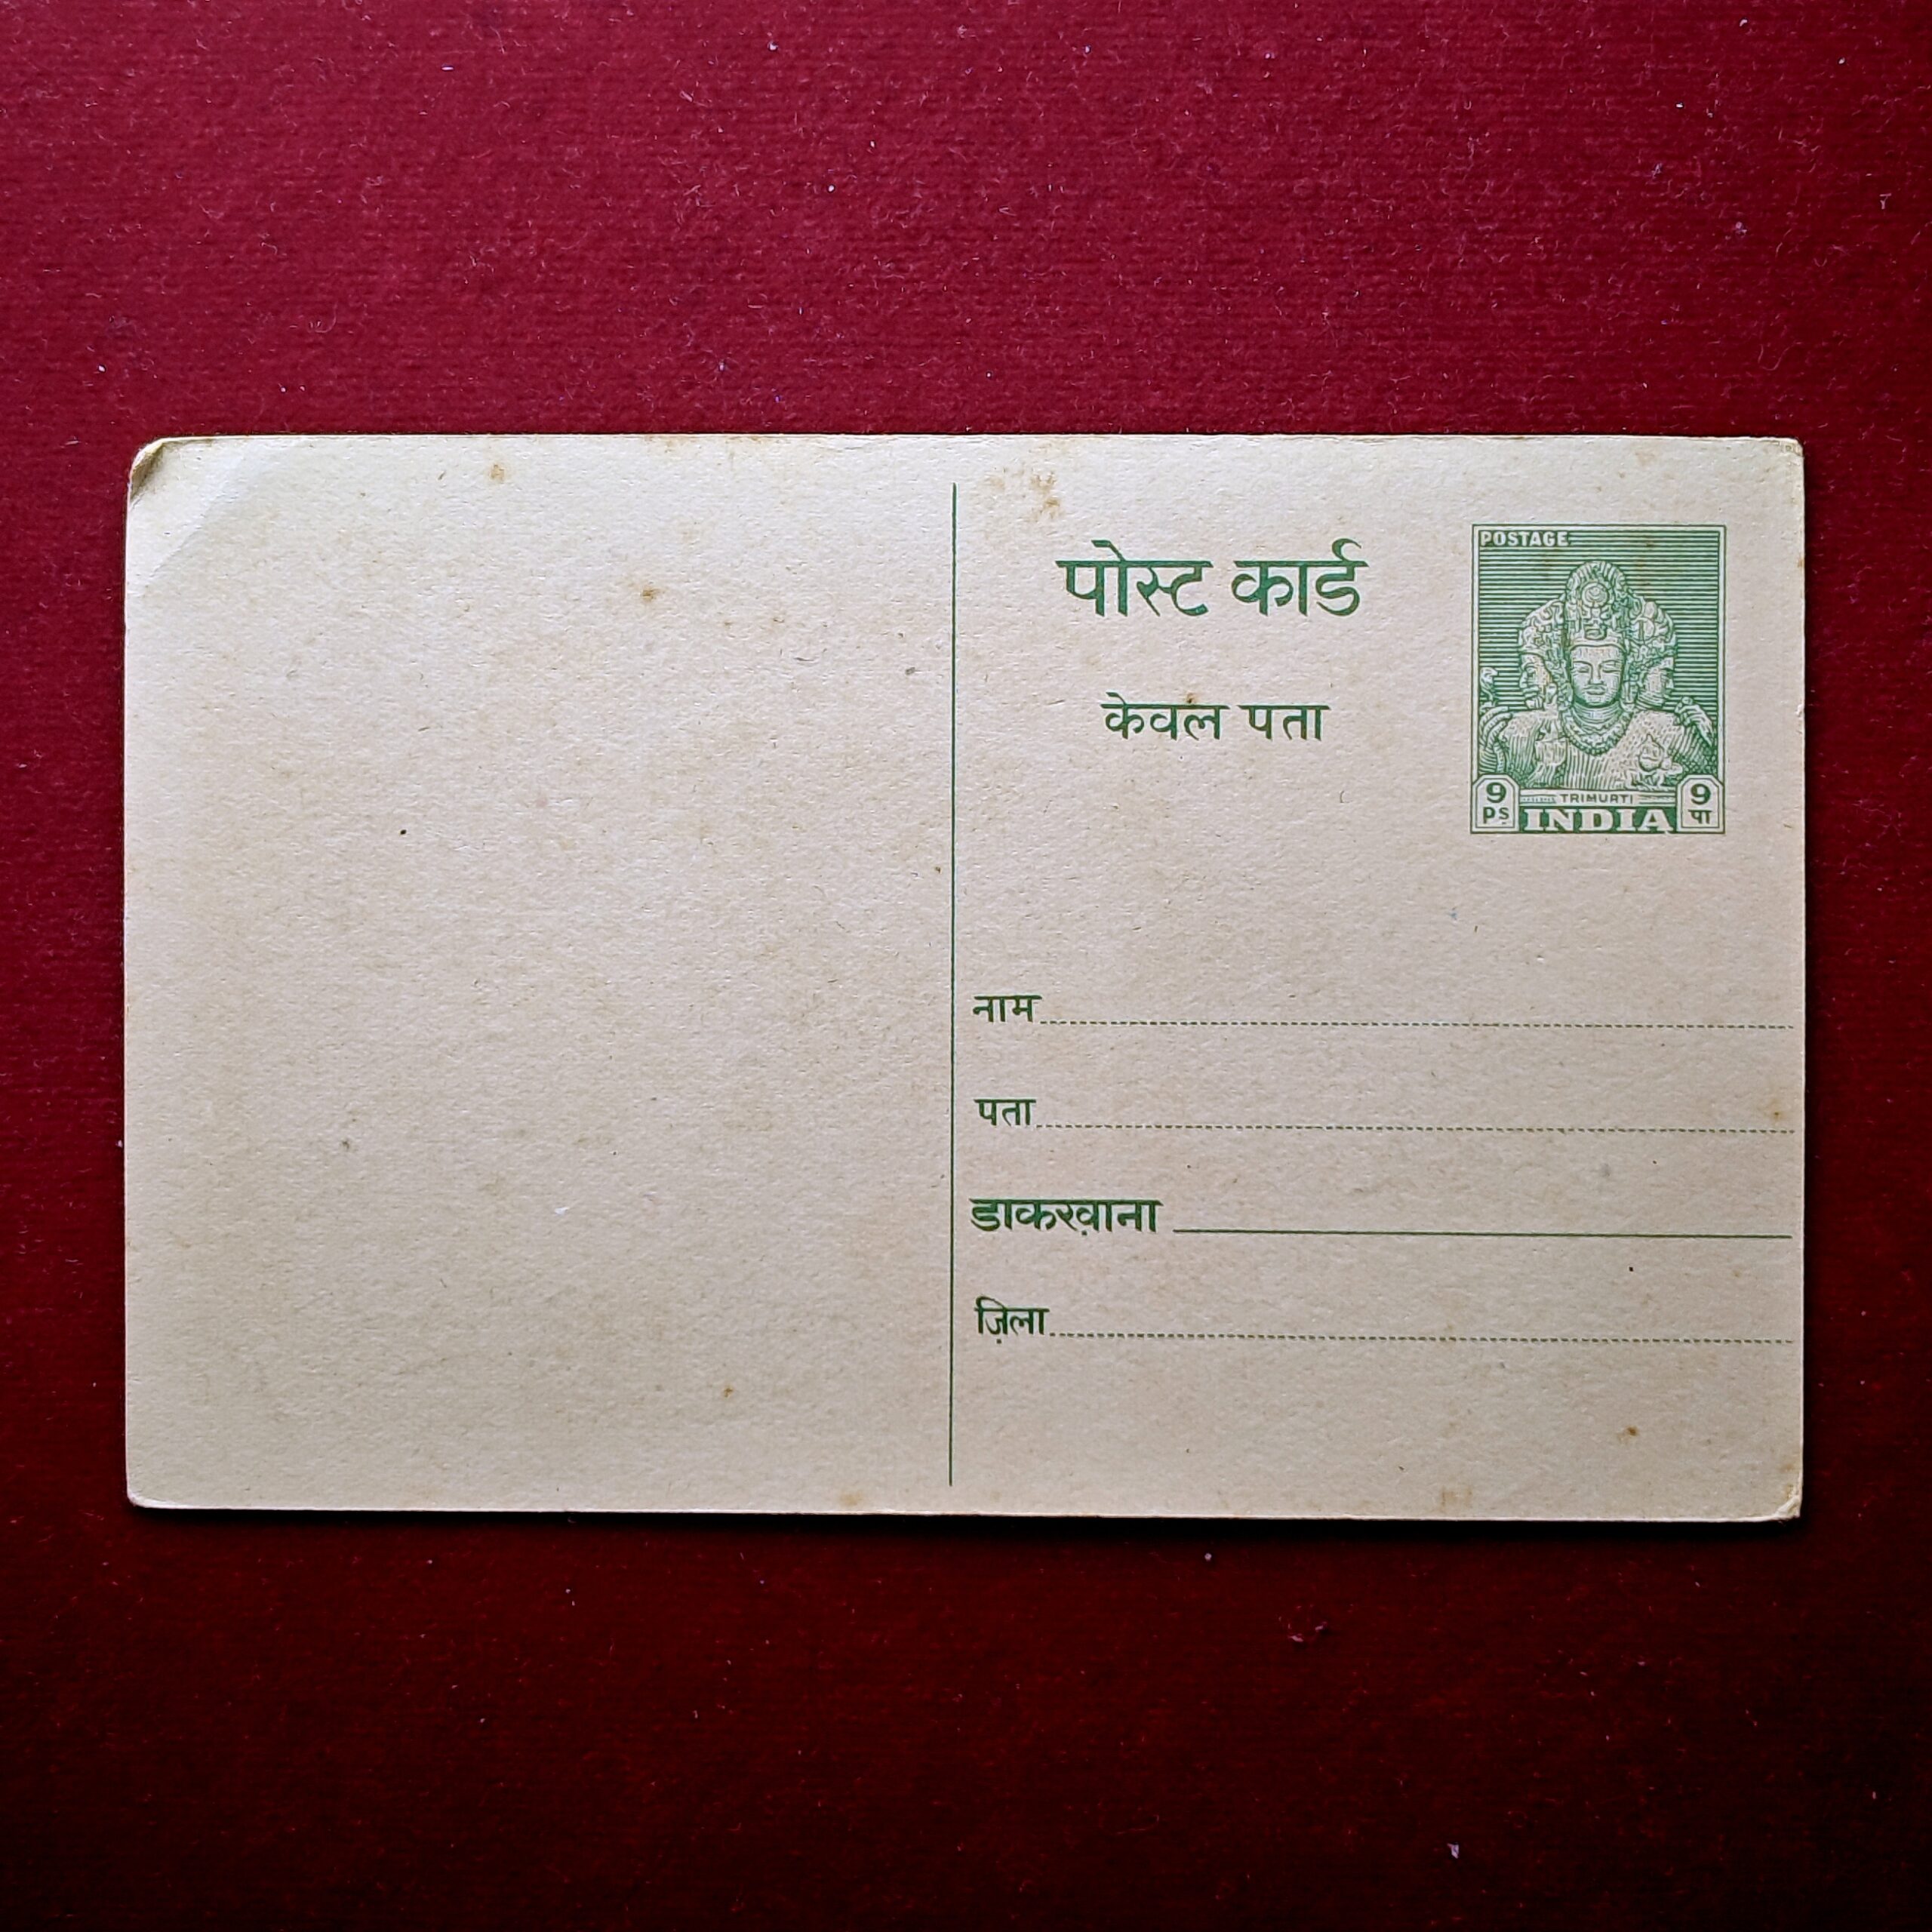 पोस्ट कार्ड
केवल पता
POSTAGE
TRIMURTI
9 PS INDIA 9 पा
नाम
पता
डाकख़ाना
ज़िला